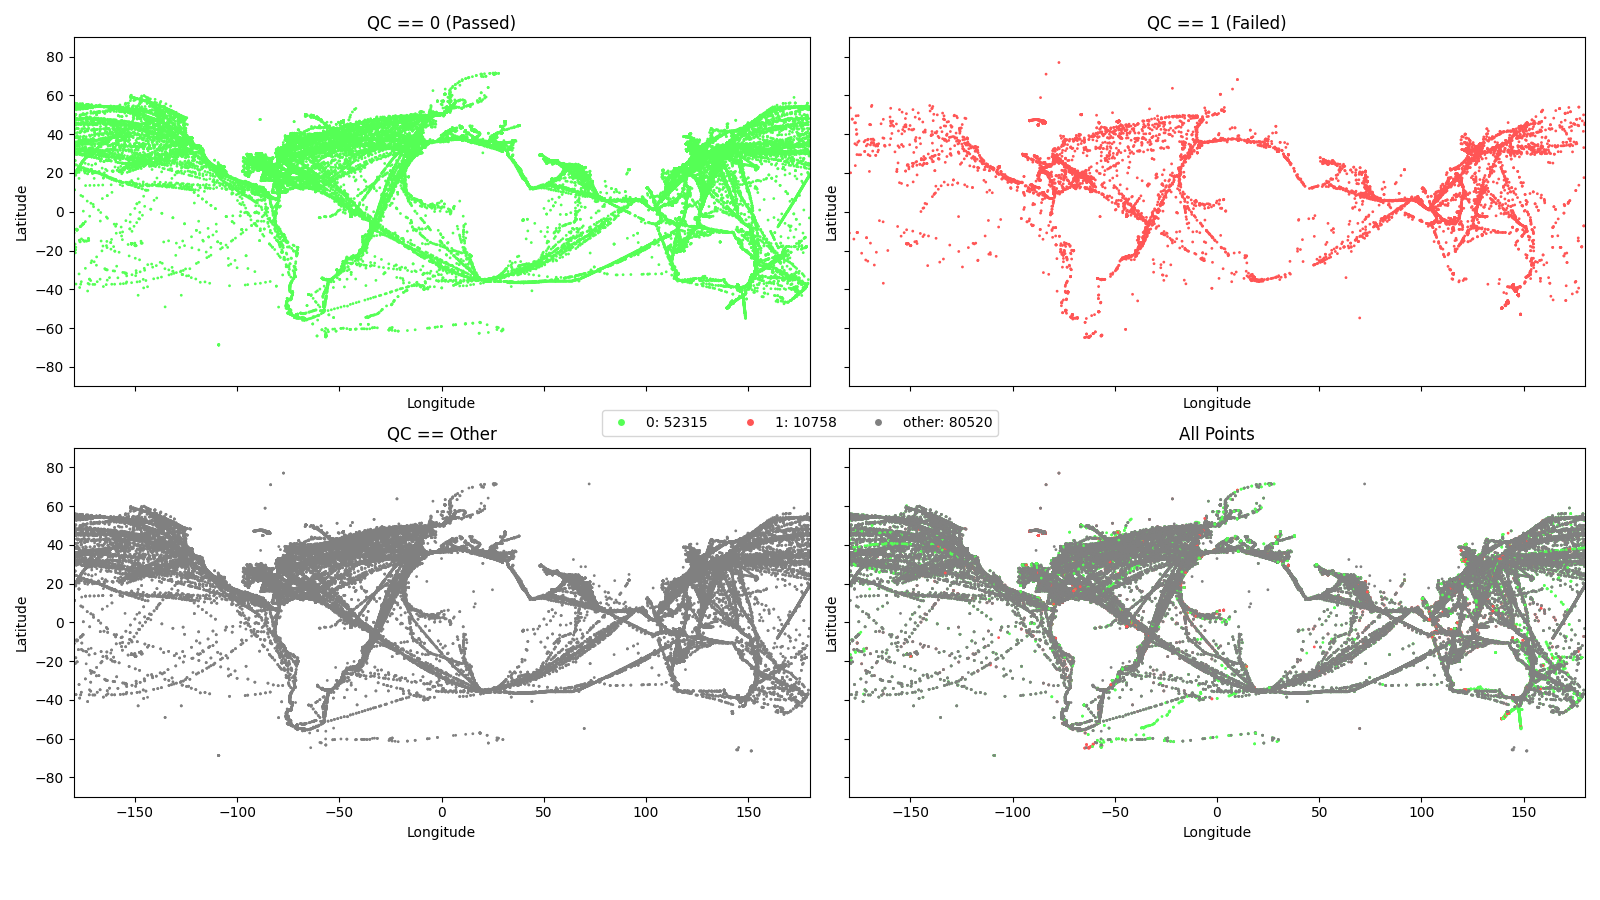 QC == 0 (Passed)
QC == 1 (Failed)
80
60
40
20
0
−20
−40
−60
−80
Latitude
Latitude
Longitude
Longitude
0: 52315
1: 10758
other: 80520
QC == Other
All Points
80
60
40
20
0
−20
−40
−60
−80
Latitude
Latitude
−150
−100
−50
0
50
100
150
−150
−100
−50
0
50
100
150
Longitude
Longitude